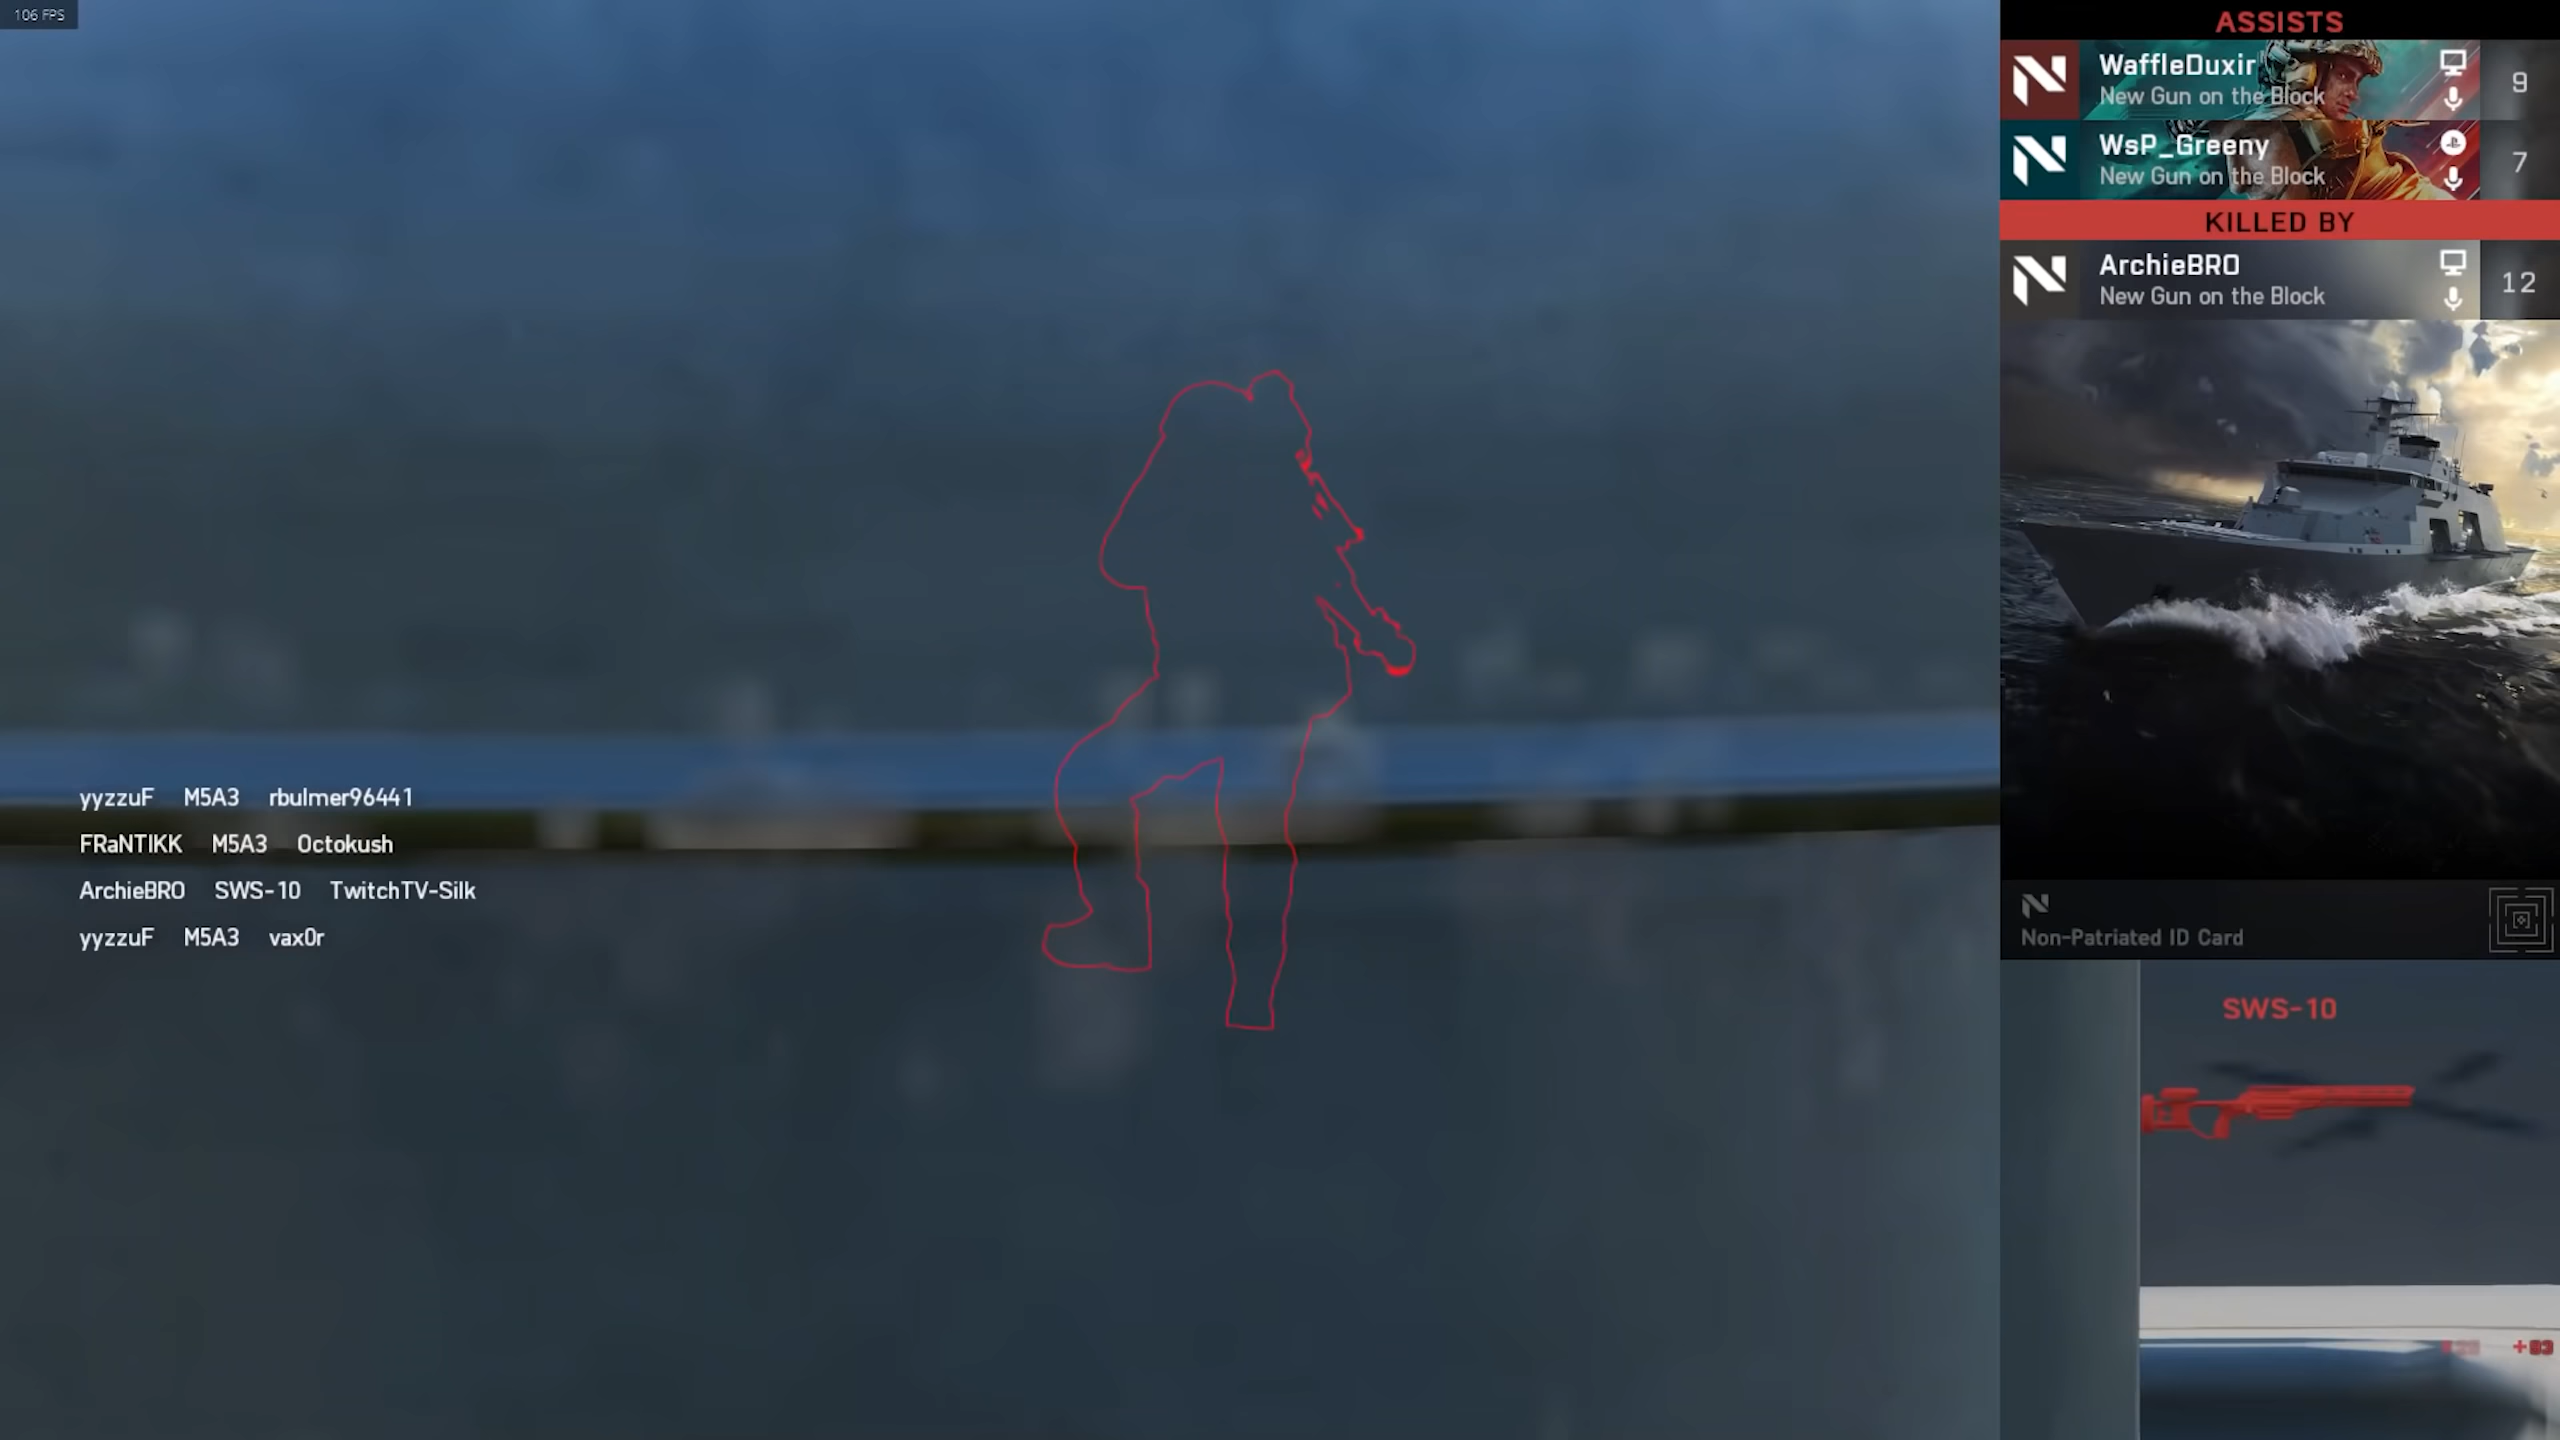 106 FPS
ASSISTS
WaffleDuxir
New Gun on the Block
9
WsP_Greeny
New Gun on the Block
7
KILLED BY
ArchieBRO
New Gun on the Block
12
yyzzuF M5A3 rbulmer96441
FRaNTIKK M5A3 Octokush
ArchieBRO SWS-10 TwitchTV-Silk
yyzzuF M5A3 vax0r
Non-Patriated ID Card
SWS-10